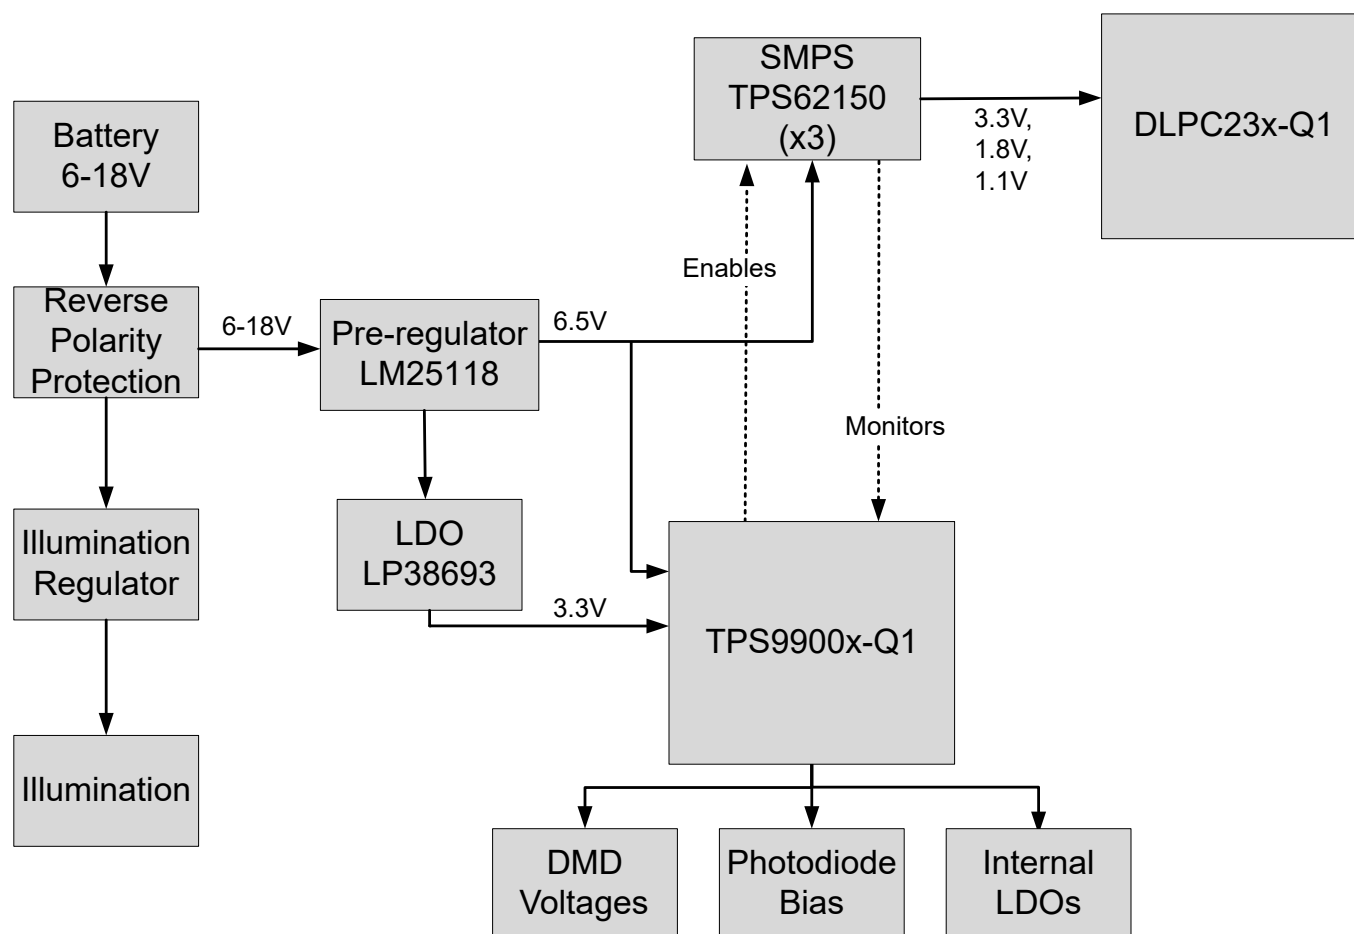 SMPS
TPS62150
(x3)
DLPC23x-Q1
3.3V,
1.8V,
1.1V
Battery
6-18V
Enables
Reverse
Polarity
Protection
6-18V
Pre-regulator
LM25118
6.5V
Monitors
Illumination
Regulator
LDO
LP38693
3.3V
TPS9900x-Q1
Illumination
DMD
Voltages
Photodiode
Bias
Internal
LDOs